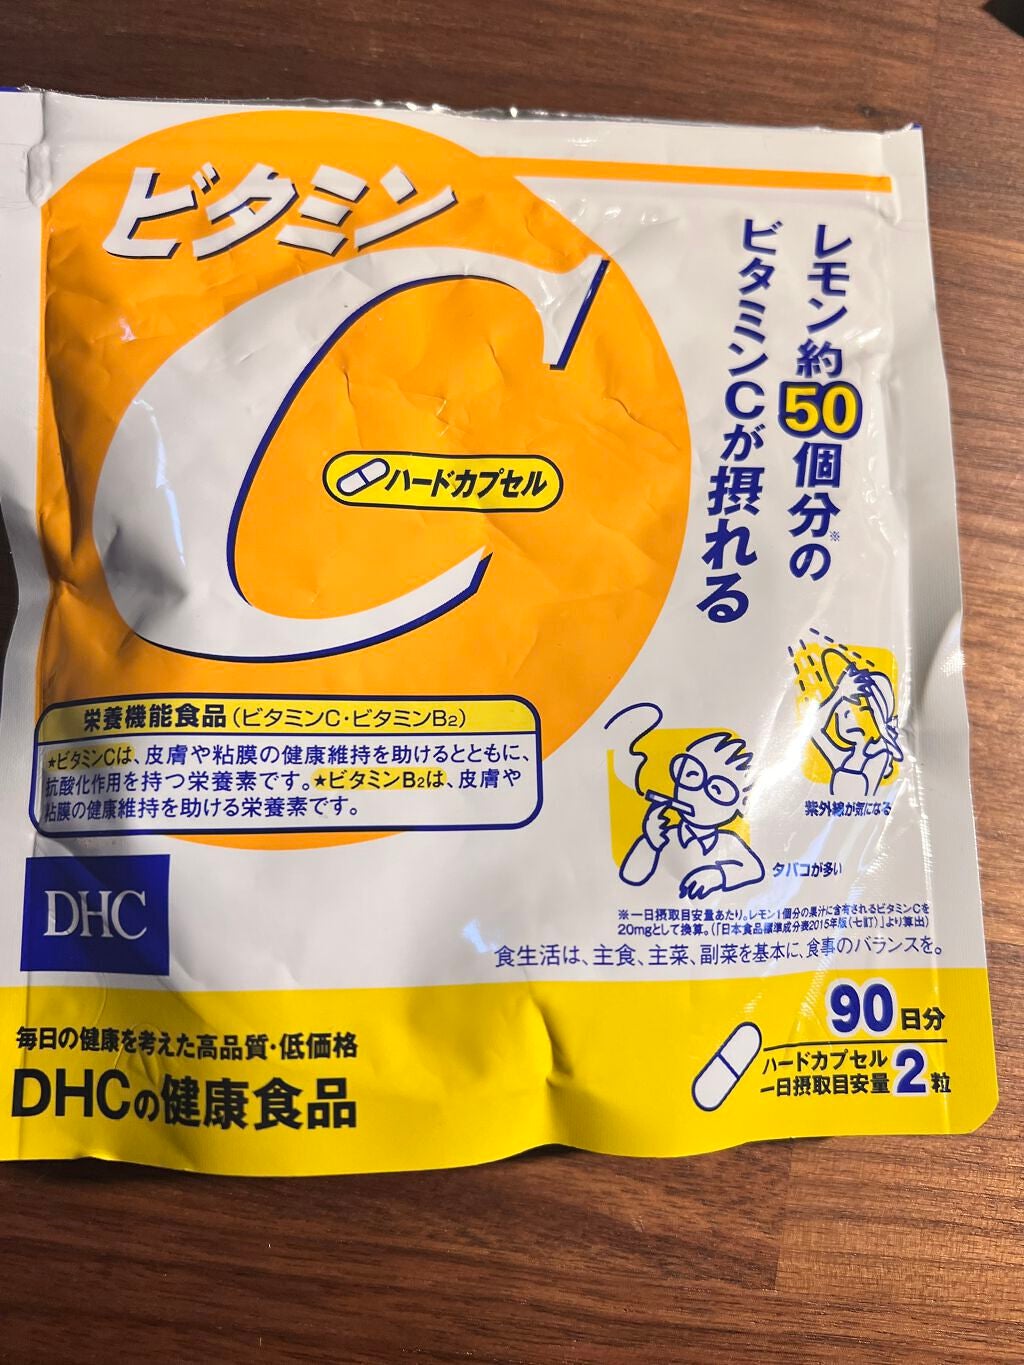 ビタミン
C
ハードカプセル
レモン約50個分※の
ビタミンCが摂れる
栄養機能食品(ビタミンC・ビタミンB₂)
★ビタミンCは、皮膚や粘膜の健康維持を助けるとともに、
抗酸化作用を持つ栄養素です。★ビタミンB₂は、皮膚や
粘膜の健康維持を助ける栄養素です。
紫外線が気になる
タバコが多い
DHC
※一日摂取目安量あたり。レモン1個分の果汁に含有されるビタミンCを
20mgとして換算。(「日本食品標準成分表2015年版(七訂)」より算出)
食生活は、主食、主菜、副菜を基本に、食事のバランスを。
毎日の健康を考えた高品質・低価格
DHCの健康食品
90日分
ハードカプセル
一日摂取目安量2粒